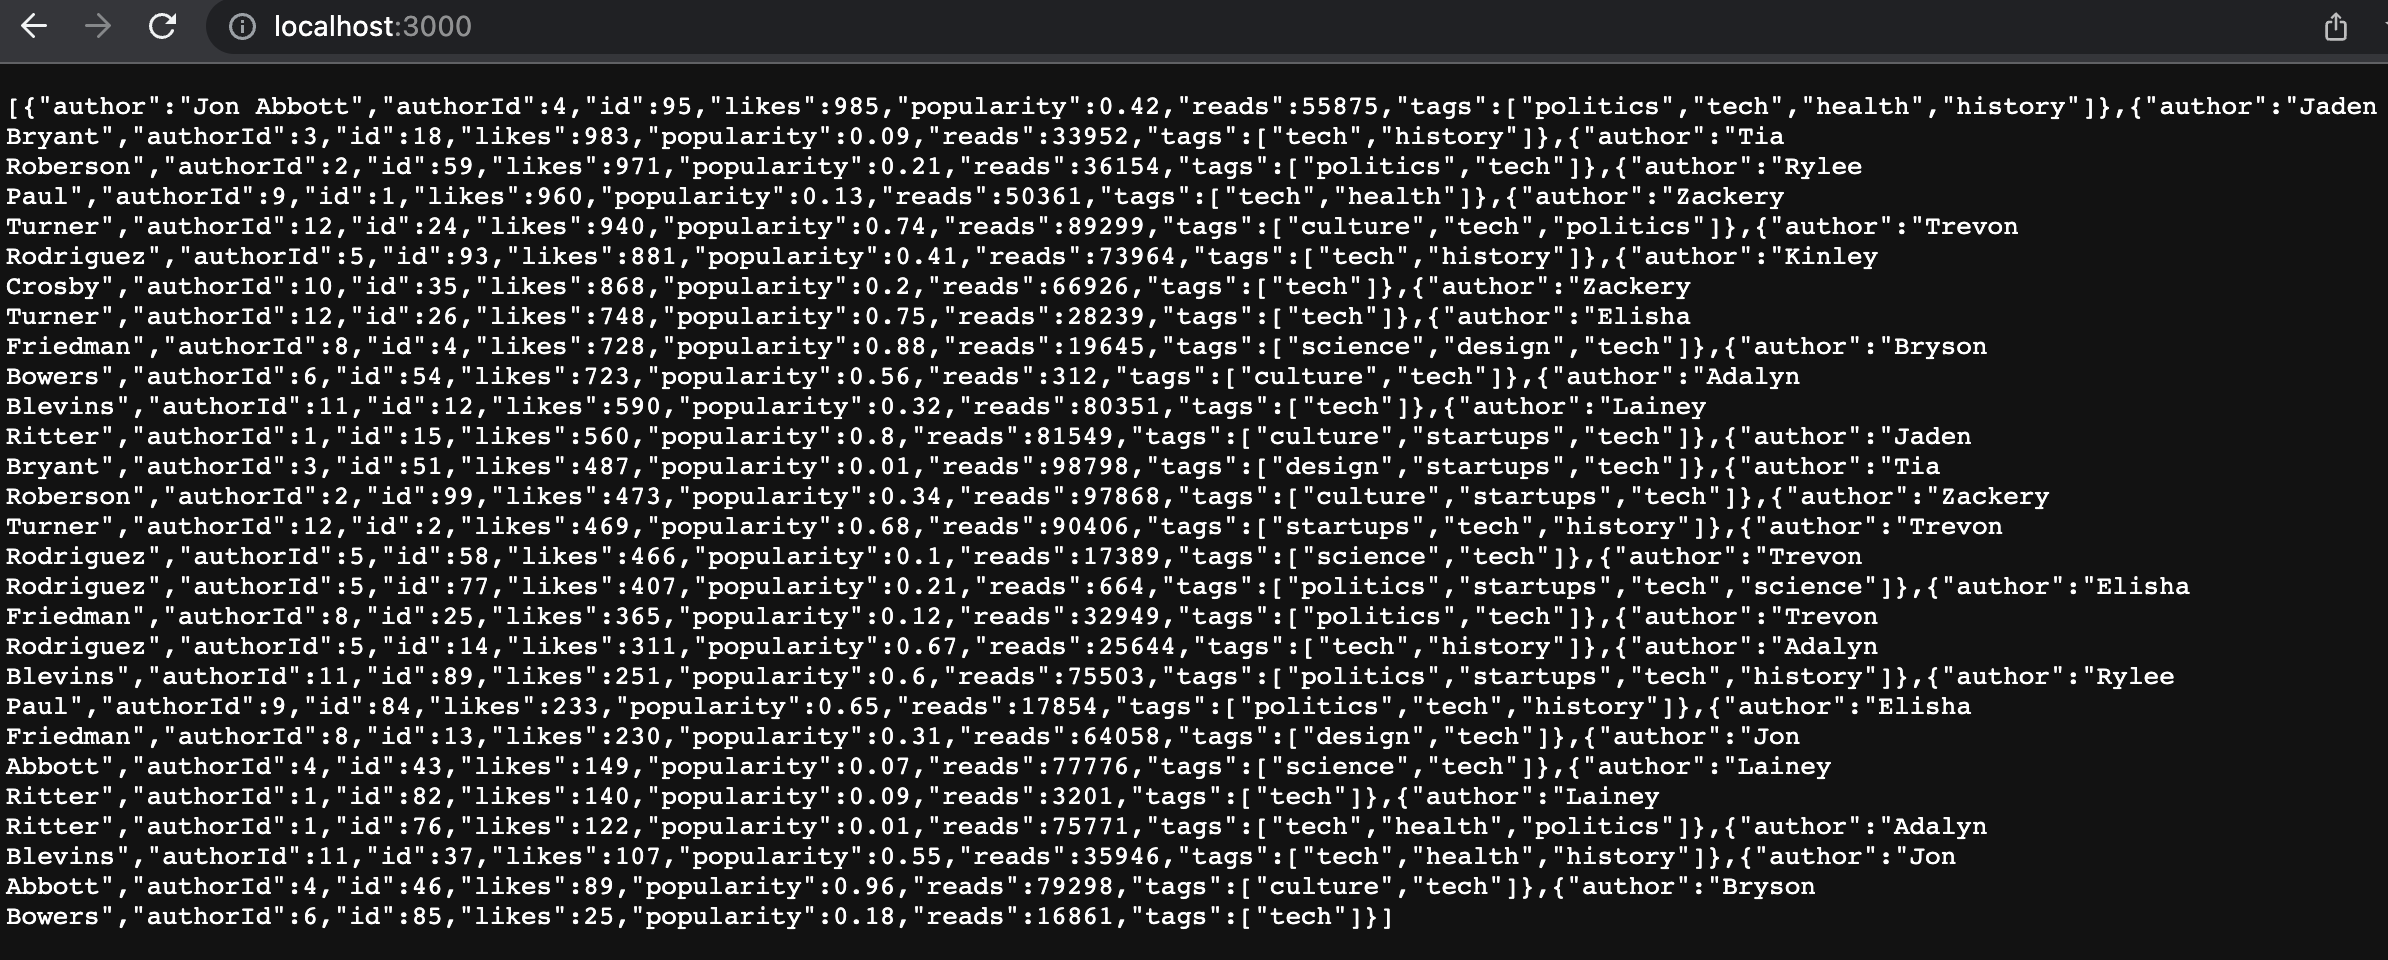 localhost:3000
[{"author":"Jon Abbott","authorId":4,"id":95,"likes":985,"popularity":0.42,"reads":55875,"tags":["politics","tech","health","history"]},{"author":"Jaden
Bryant","authorId":3,"id":18,"likes":983,"popularity":0.09,"reads":33952,"tags":["tech","history"]},{"author":"Tia
Roberson","authorId":2,"id":59,"likes":971,"popularity":0.21,"reads":36154,"tags":["politics","tech"]},{"author":"Rylee
Paul","authorId":9,"id":1,"likes":960,"popularity":0.13,"reads":50361,"tags":["tech","health"]},{"author":"Zackery
Turner","authorId":12,"id":24,"likes":940,"popularity":0.74,"reads":89299,"tags":["culture","tech","politics"]},{"author":"Trevon
Rodriguez","authorId":5,"id":93,"likes":881,"popularity":0.41,"reads":73964,"tags":["tech","history"]},{"author":"Kinley
Crosby","authorId":10,"id":35,"likes":868,"popularity":0.2,"reads":66926,"tags":["tech"]},{"author":"Zackery
Turner","authorId":12,"id":26,"likes":748,"popularity":0.75,"reads":28239,"tags":["tech"]},{"author":"Elisha
Friedman","authorId":8,"id":4,"likes":728,"popularity":0.88,"reads":19645,"tags":["science","design","tech"]},{"author":"Bryson
Bowers","authorId":6,"id":54,"likes":723,"popularity":0.56,"reads":312,"tags":["culture","tech"]},{"author":"Adalyn
Blevins","authorId":11,"id":12,"likes":590,"popularity":0.32,"reads":80351,"tags":["tech"]},{"author":"Lainey
Ritter","authorId":1,"id":15,"likes":560,"popularity":0.8,"reads":81549,"tags":["culture","startups","tech"]},{"author":"Jaden
Bryant","authorId":3,"id":51,"likes":487,"popularity":0.01,"reads":98798,"tags":["design","startups","tech"]},{"author":"Tia
Roberson","authorId":2,"id":99,"likes":473,"popularity":0.34,"reads":97868,"tags":["culture","startups","tech"]},{"author":"Zackery
Turner","authorId":12,"id":2,"likes":469,"popularity":0.68,"reads":90406,"tags":["startups","tech","history"]},{"author":"Trevon
Rodriguez","authorId":5,"id":58,"likes":466,"popularity":0.1,"reads":17389,"tags":["science","tech"]},{"author":"Trevon
Rodriguez","authorId":5,"id":77,"likes":407,"popularity":0.21,"reads":664,"tags":["politics","startups","tech","science"]},{"author":"Elisha
Friedman","authorId":8,"id":25,"likes":365,"popularity":0.12,"reads":32949,"tags":["politics","tech"]},{"author":"Trevon
Rodriguez","authorId":5,"id":14,"likes":311,"popularity":0.67,"reads":25644,"tags":["tech","history"]},{"author":"Adalyn
Blevins","authorId":11,"id":89,"likes":251,"popularity":0.6,"reads":75503,"tags":["politics","startups","tech","history"]},{"author":"Rylee
Paul","authorId":9,"id":84,"likes":233,"popularity":0.65,"reads":17854,"tags":["politics","tech","history"]},{"author":"Elisha
Friedman","authorId":8,"id":13,"likes":230,"popularity":0.31,"reads":64058,"tags":["design","tech"]},{"author":"Jon
Abbott","authorId":4,"id":43,"likes":149,"popularity":0.07,"reads":77776,"tags":["science","tech"]},{"author":"Lainey
Ritter","authorId":1,"id":82,"likes":140,"popularity":0.09,"reads":3201,"tags":["tech"]},{"author":"Lainey
Ritter","authorId":1,"id":76,"likes":122,"popularity":0.01,"reads":75771,"tags":["tech","health","politics"]},{"author":"Adalyn
Blevins","authorId":11,"id":37,"likes":107,"popularity":0.55,"reads":35946,"tags":["tech","health","history"]},{"author":"Jon
Abbott","authorId":4,"id":46,"likes":89,"popularity":0.96,"reads":79298,"tags":["culture","tech"]},{"author":"Bryson
Bowers","authorId":6,"id":85,"likes":25,"popularity":0.18,"reads":16861,"tags":["tech"]}]